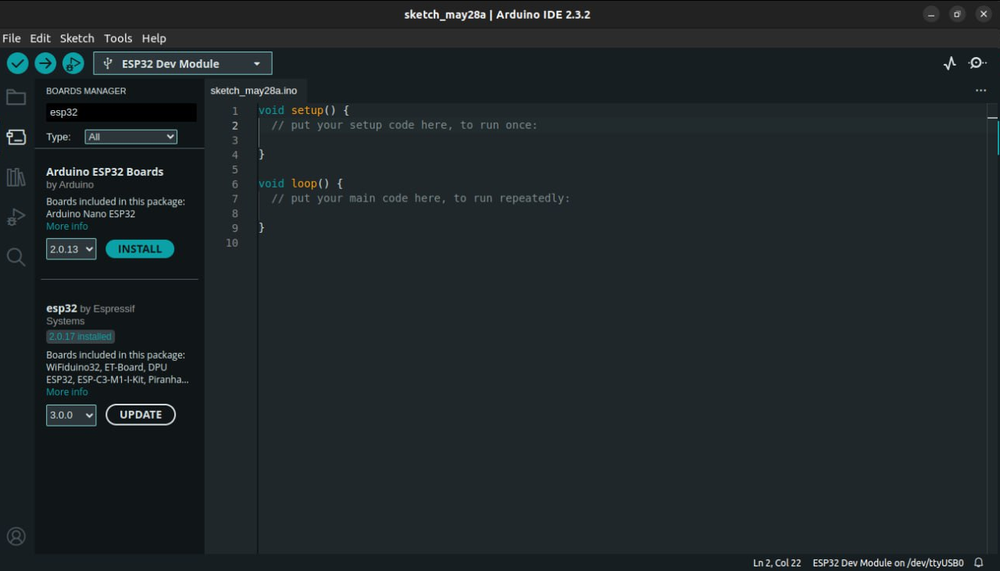 sketch_may28a | Arduino IDE 2.3.2
File Edit Sketch Tools Help
ESP32 Dev Module
BOARDS MANAGER
esp32
Type: All
Arduino ESP32 Boards
by Arduino
Boards included in this package:
Arduino Nano ESP32
More info
2.0.13 INSTALL
esp32 by Espressif
Systems
2.0.17 installed
Boards included in this package:
WiFiduino32, ET-Board, DPU
ESP32, ESP-C3-M1-I-Kit, Piranha...
More info
3.0.0 UPDATE
sketch_may28a.ino
1 void setup() {
2 // put your setup code here, to run once:
3
4 }
5
6 void loop() {
7 // put your main code here, to run repeatedly:
8
9 }
10
Ln 2, Col 22 ESP32 Dev Module on /dev/ttyUSB0